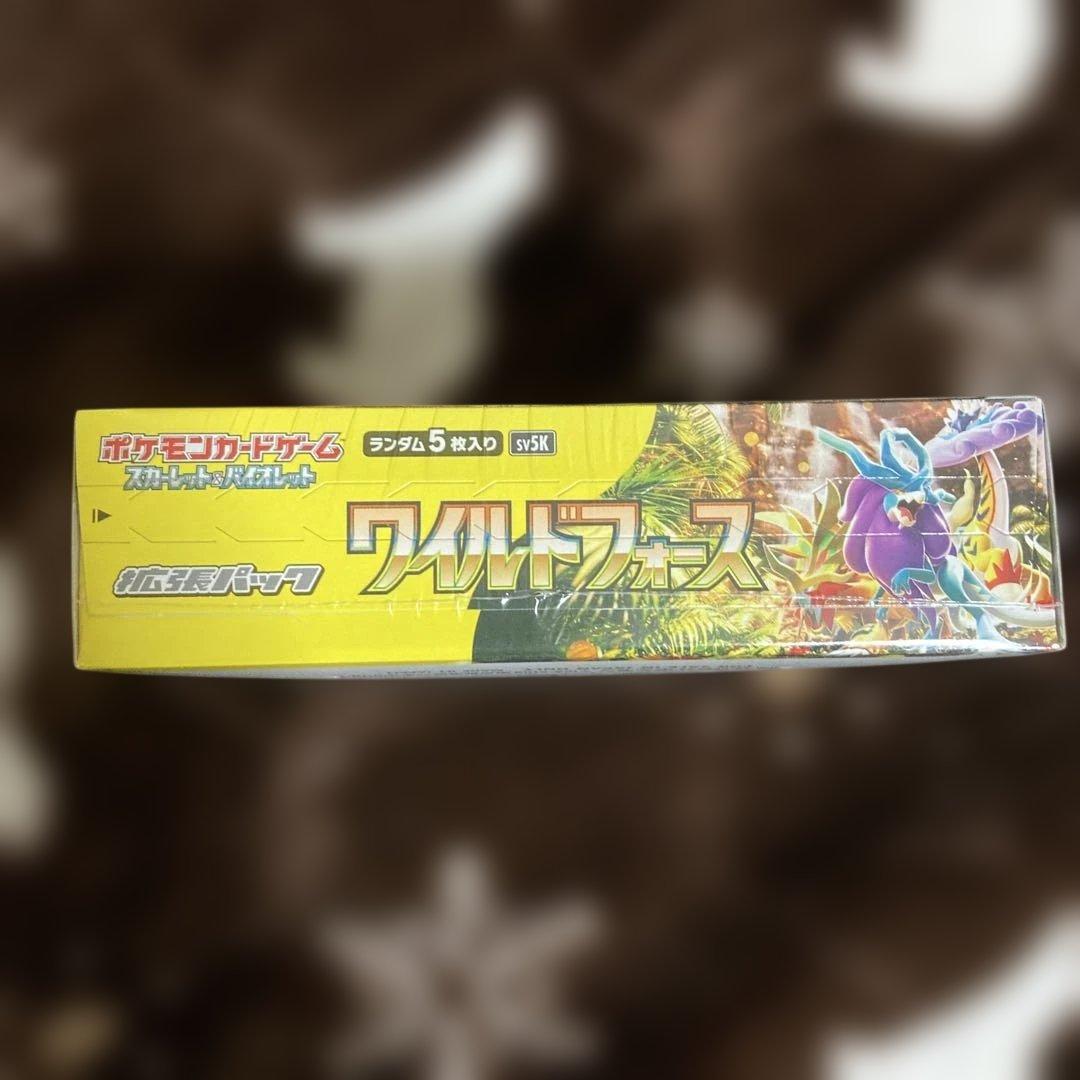 ポケモンカードゲーム
スカーレット&バイオレット
ランダム5枚入り sv5K
ワイルドフォース
拡張パック